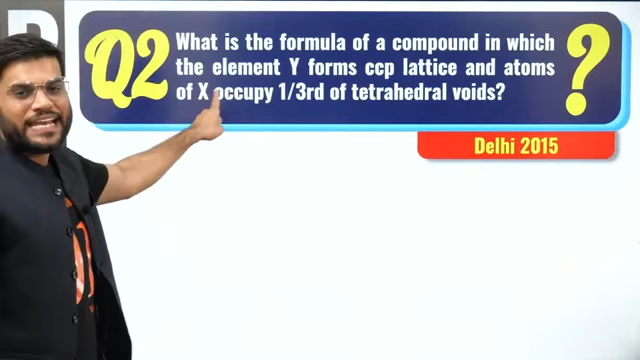 Q2
What is the formula of a compound in which
the element Y forms ccp lattice and atoms
of X occupy 1/3rd of tetrahedral voids?
?
Delhi 2015